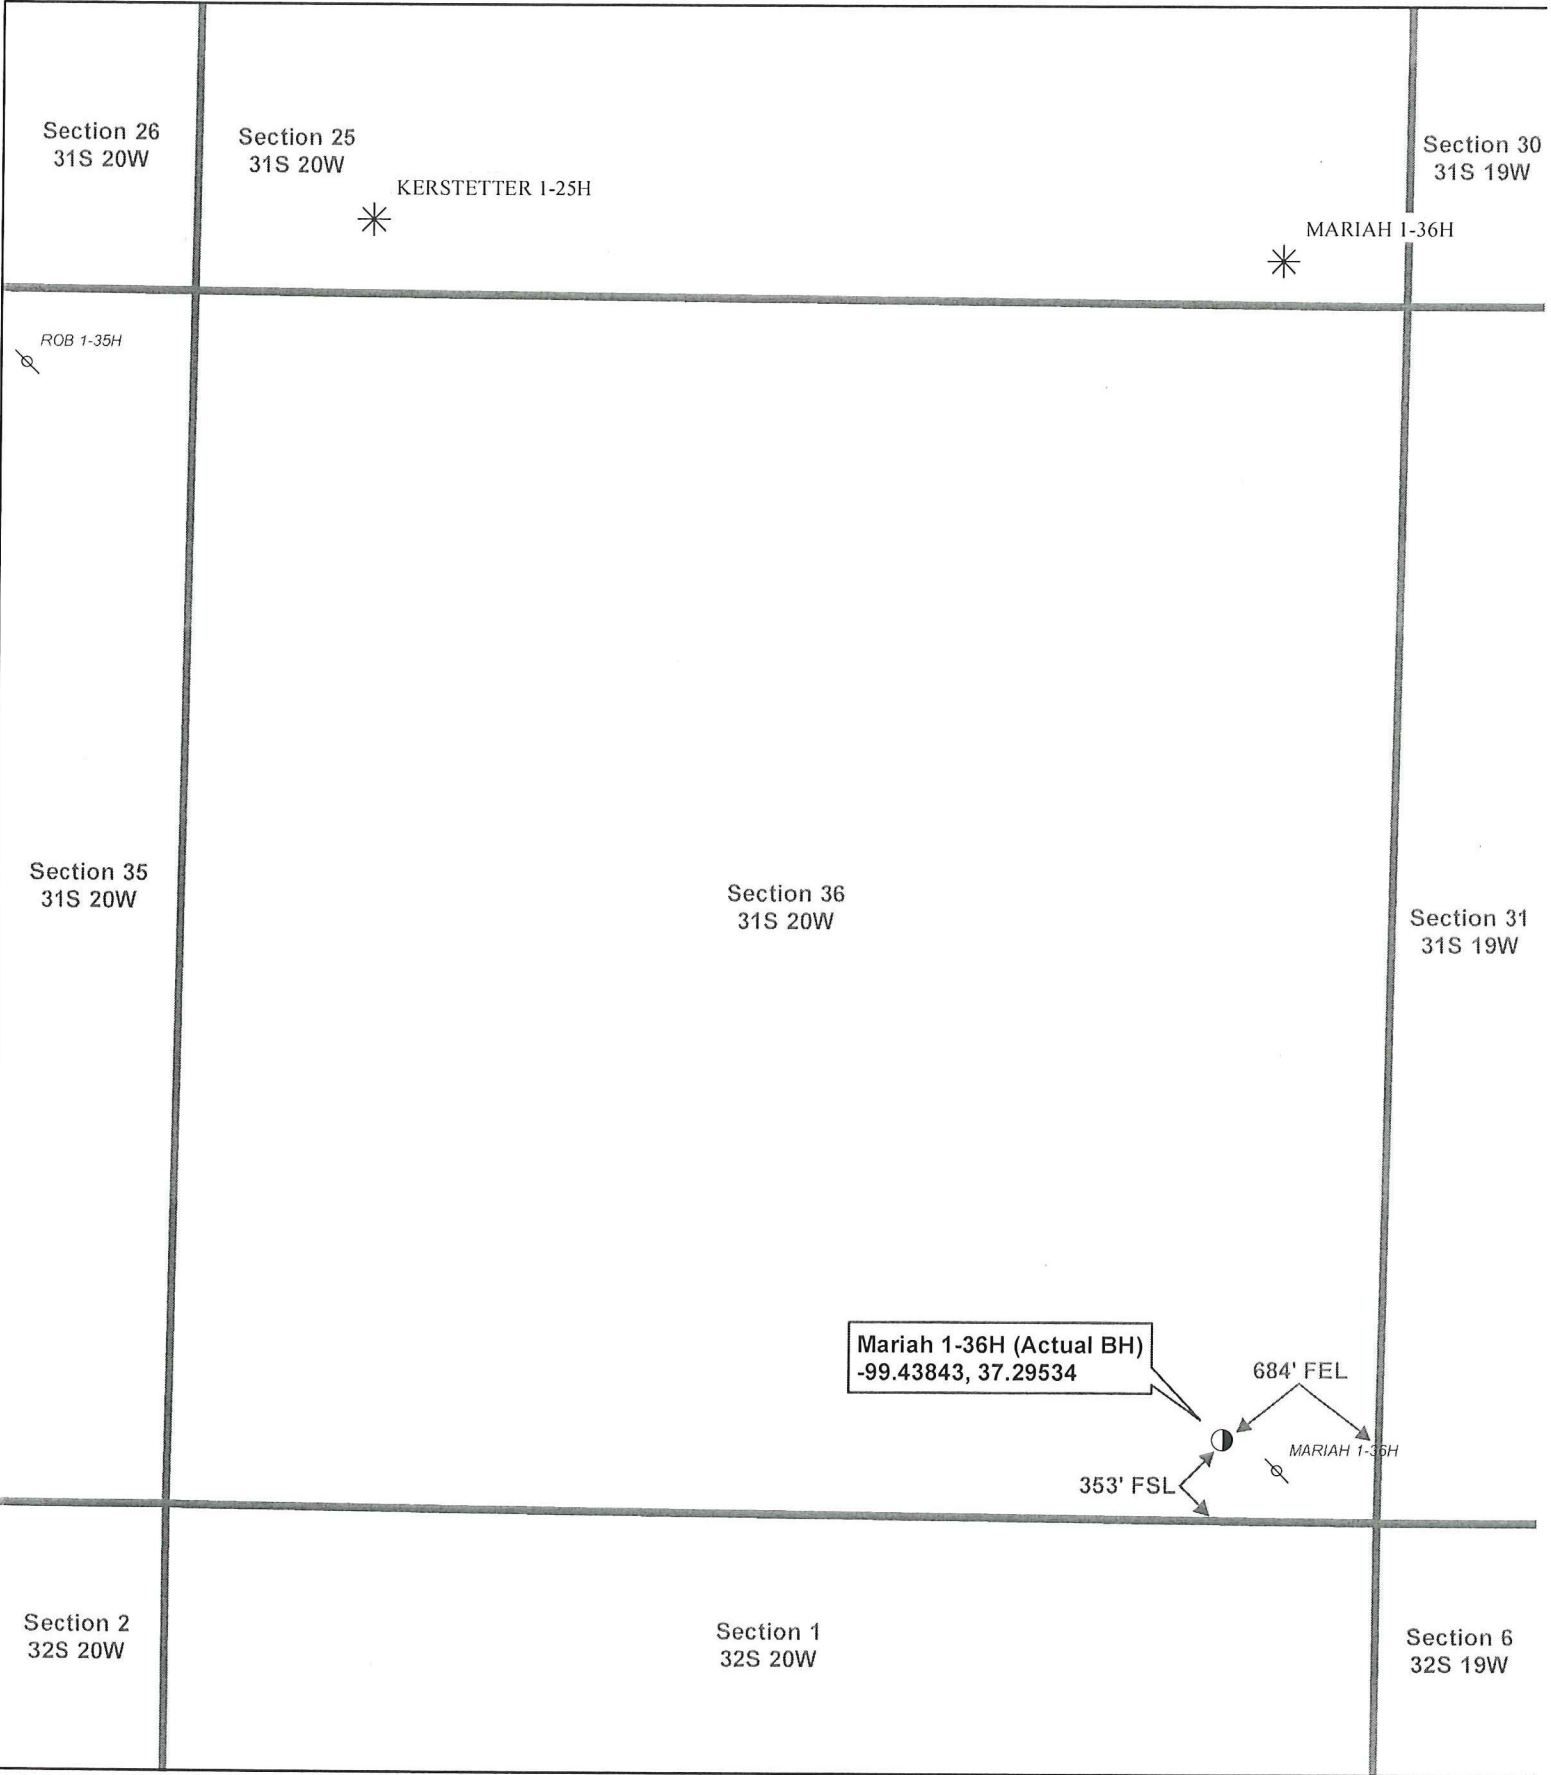 Section 26
31S 20W
Section 25
31S 20W
Section 30
31S 19W
KERSTETTER 1-25H
MARIAH 1-36H
ROB 1-35H
Section 35
31S 20W
Section 36
31S 20W
Section 31
31S 19W
Mariah 1-36H (Actual BH)
-99.43843, 37.29534
684' FEL
MARIAH 1-36H
353' FSL
Section 2
32S 20W
Section 1
32S 20W
Section 6
32S 19W